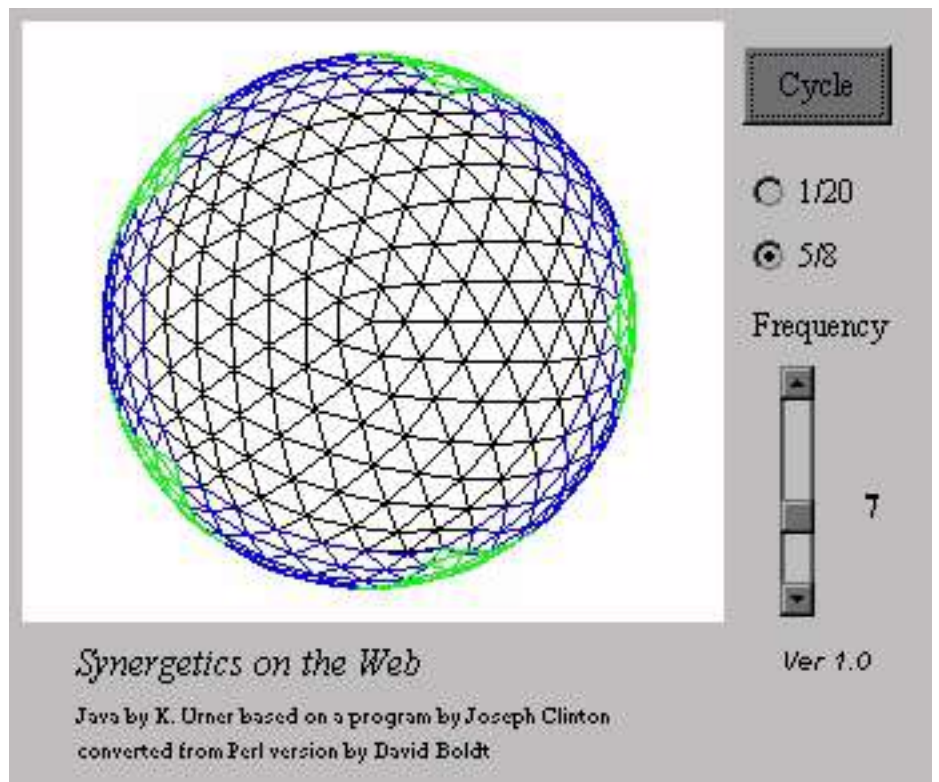 Cycle
1/20
5/8
Frequency
7
Ver 1.0
Synergetics on the Web
Java by K. Urner based on a program by Joseph Clinton
converted from Perl version by David Boldt